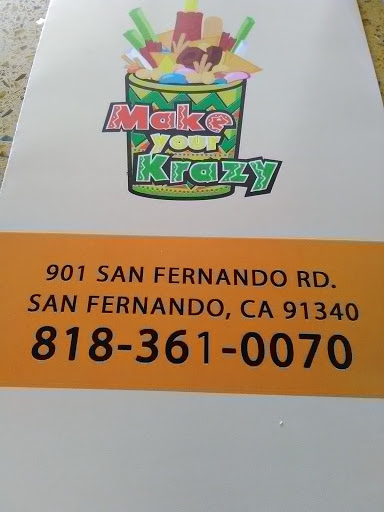 Make
your
Krazy
901 SAN FERNANDO RD.
SAN FERNANDO, CA 91340
818-361-0070